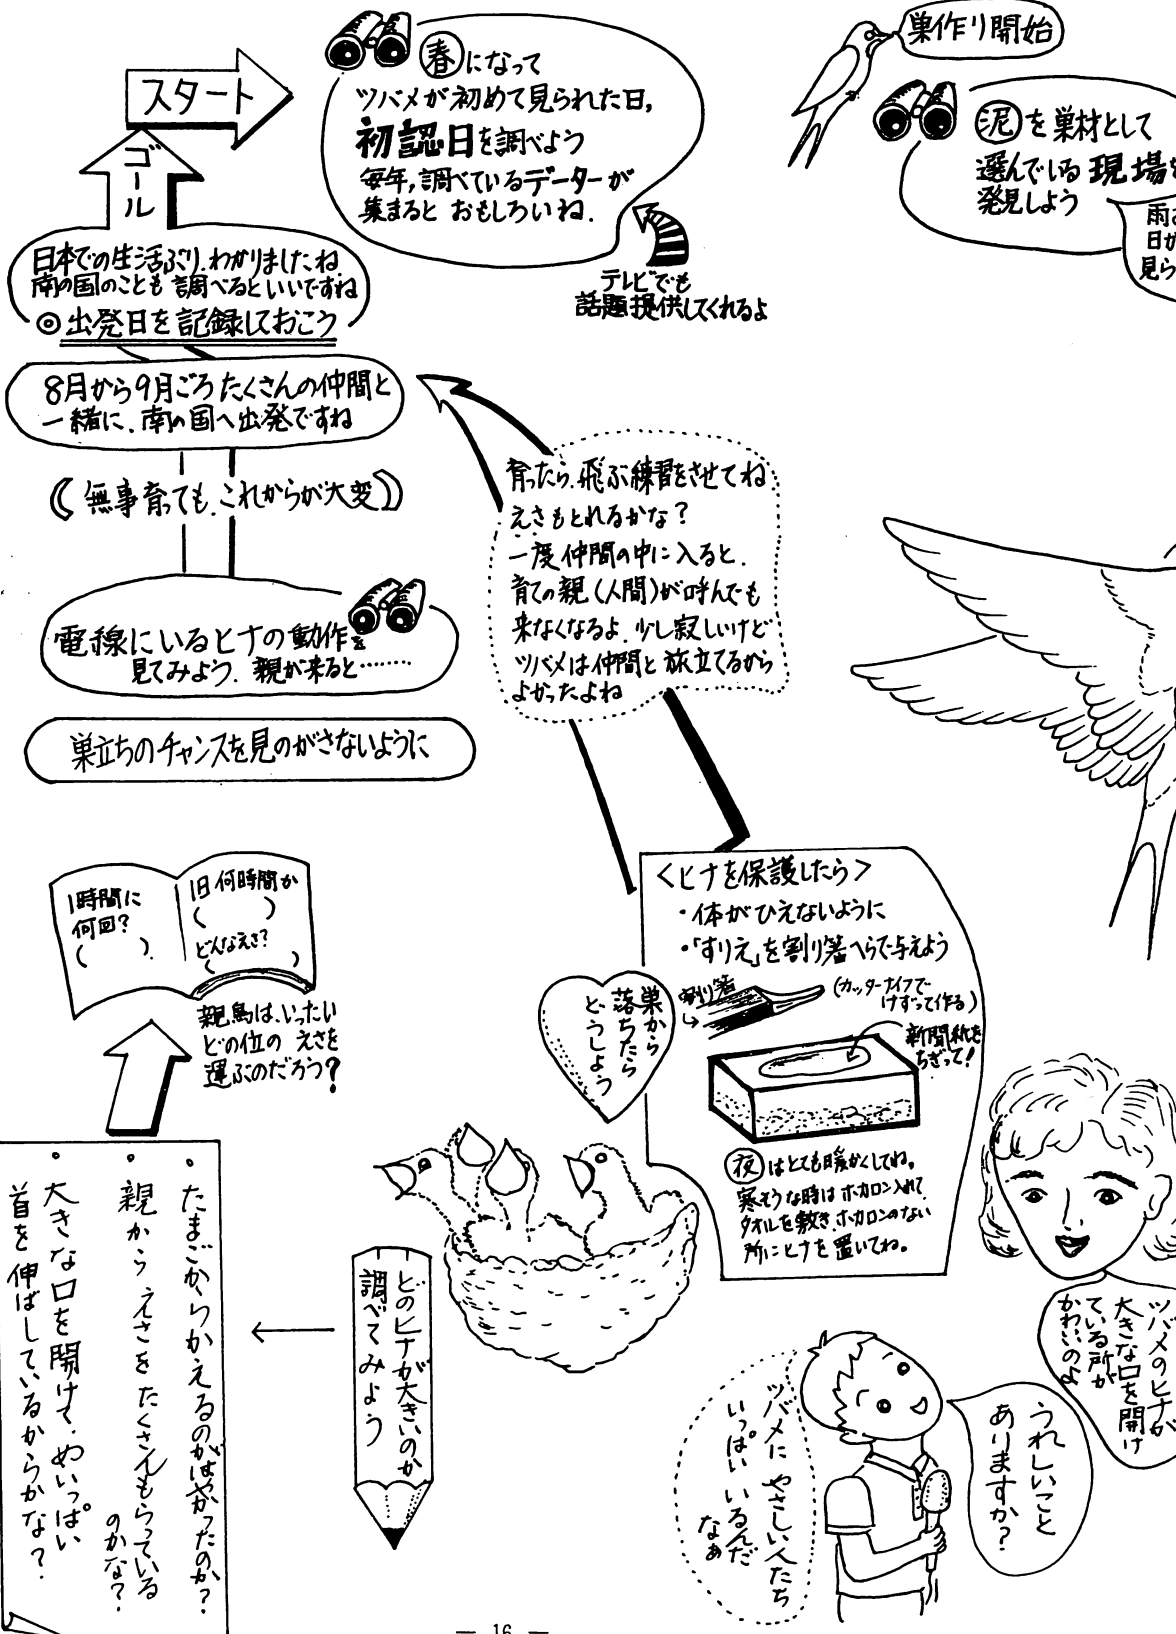 スタート
春になって
ツバメが初めて見られた日,
初認日を調べよう
毎年,調べているデーターが
集まると おもしろいね.
テレビでも
話題提供してくれるよ
巣作り開始
泥を巣材として
選んでいる現場
発見しよう
雨
日が
見ら
ゴール
日本での生活ぶり.わかりましたね
南の国のことも調べるといいですね
◎出発日を記録しておこう
8月から9月ごろたくさんの仲間と
一緒に.南の国へ出発ですね
((無事育っても.これからが大変))
電線にいるヒナの動作を
見てみよう. 親が来ると………
巣立ちのチャンスを見のがさないように
育ったら.飛ぶ練習をさせてね
えさもとれるかな?
一度仲間の中に入ると.
育ての親(人間)が呼んでも
来なくなるよ.少し寂しいけど
ツバメは仲間と旅立てるから
よかったよね
1時間に
何回?
( )
1日何時間か
( )
どんなえさ?
( )
親鳥は、いったい
どの位の えさを
運ぶのだろう?
<ヒナを保護したら>
・体がひえないように
・「すりえ」を割り箸へらで与えよう
割り箸
(カッターナイフで
けずって作る)
新聞紙を
ちぎって!
夜はとても暖かくしてね。
寒そうな時はホカロン入れて
タオルを敷き、ホカロンのない
所にヒナを置いてね。
巣から
落ちたら
どうしよう
どのヒナが大きいのか
調べてみよう
・たまごからかえるのがはやかったのか?
・親からえさをたくさんもらっている
のかな?
・大きな口を開けて、めいっぱい
首を伸ばしているからかな?
ツバメのヒナが
大きな口を開け
ている所が
かわいいのよ
うれしいこと
ありますか?
ツバメに やさしい人たち
いっぱい いるんだ
なぁ
— 16 —